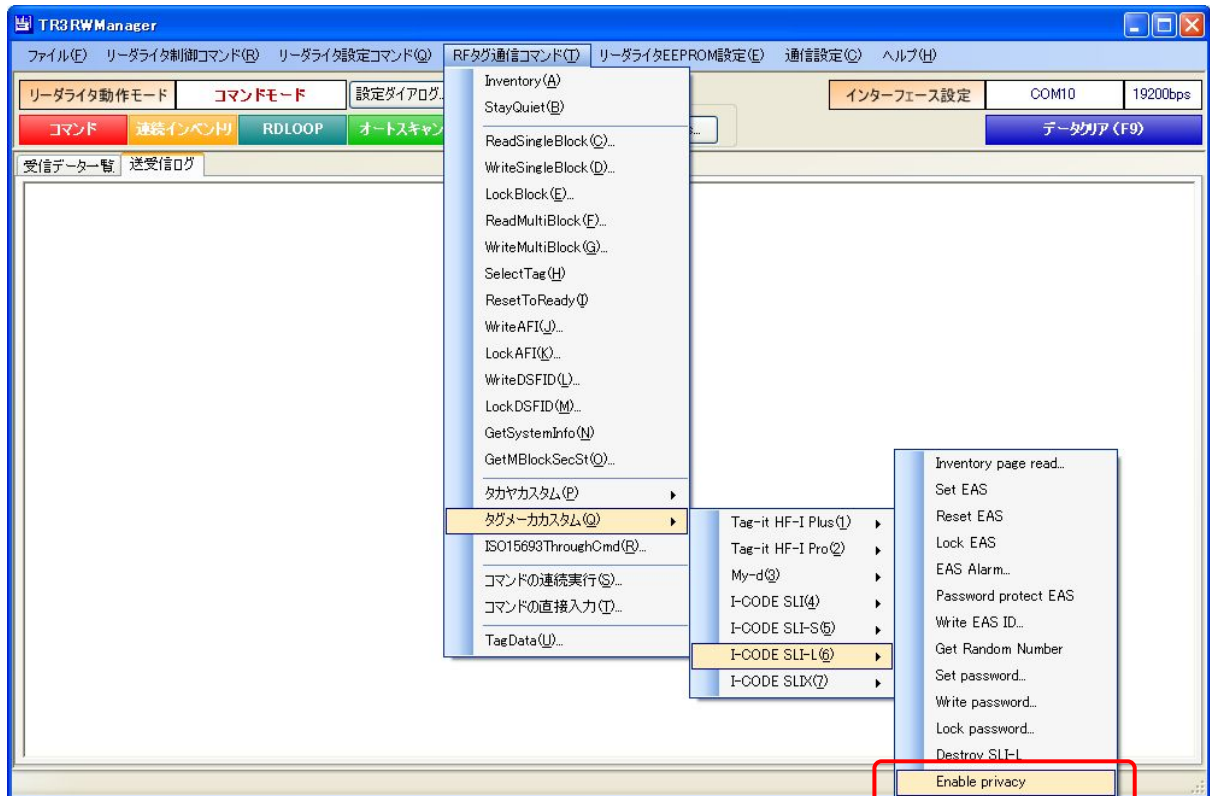 TR3RWManager
ファイル(F) リーダライタ制御コマンド(R) リーダライタ設定コマンド(Q) RFタグ通信コマンド(T) リーダライタEEPROM設定(E) 通信設定(C) ヘルプ(H)
リーダライタ動作モード コマンドモード 設定ダイアログ インターフェース設定 COM10 19200bps
コマンド 連続インベントリ RDLOOP オートスキャン データクリア(F9)
受信データ一覧 送受信ログ
Inventory(A)
StayQuiet(B)
ReadSingleBlock(C)...
WriteSingleBlock(D)...
LockBlock(E)...
ReadMultiBlock(F)...
WriteMultiBlock(G)...
SelectTag(H)
ResetToReady(I)
WriteAFI(J)...
LockAFI(K)...
WriteDSFID(L)...
LockDSFID(M)...
GetSystemInfo(N)
GetMBlockSecSt(O)...
タカヤカスタム(P)
タグメーカカスタム(Q)
ISO15693ThroughCmd(R)...
コマンドの連続実行(S)...
コマンドの直接入力(T)...
TagData(U)...
Tag-it HF-I Plus(1)
Tag-it HF-I Pro(2)
My-d(3)
I-CODE SLI(4)
I-CODE SLI-S(5)
I-CODE SLI-L(6)
I-CODE SLIX(7)
Inventory page read...
Set EAS
Reset EAS
Lock EAS
EAS Alarm...
Password protect EAS
Write EAS ID...
Get Random Number
Set password...
Write password...
Lock password...
Destroy SLI-L
Enable privacy